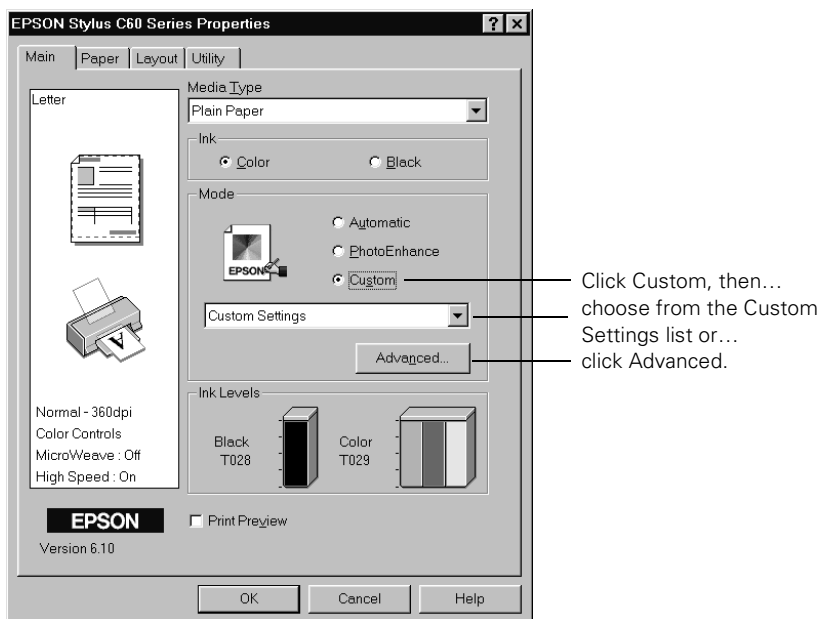 EPSON Stylus C60 Series Properties
Main Paper Layout Utility
Letter
Media Type
Plain Paper
Ink
Color Black
Mode
Automatic
PhotoEnhance
Custom
EPSON
Custom Settings
Advanced...
Ink Levels
Black
T028
Color
T029
A
Normal - 360dpi
Color Controls
MicroWeave : Off
High Speed : On
EPSON
Version 6.10
Print Preview
OK Cancel Help
Click Custom, then…
choose from the Custom
Settings list or…
click Advanced.